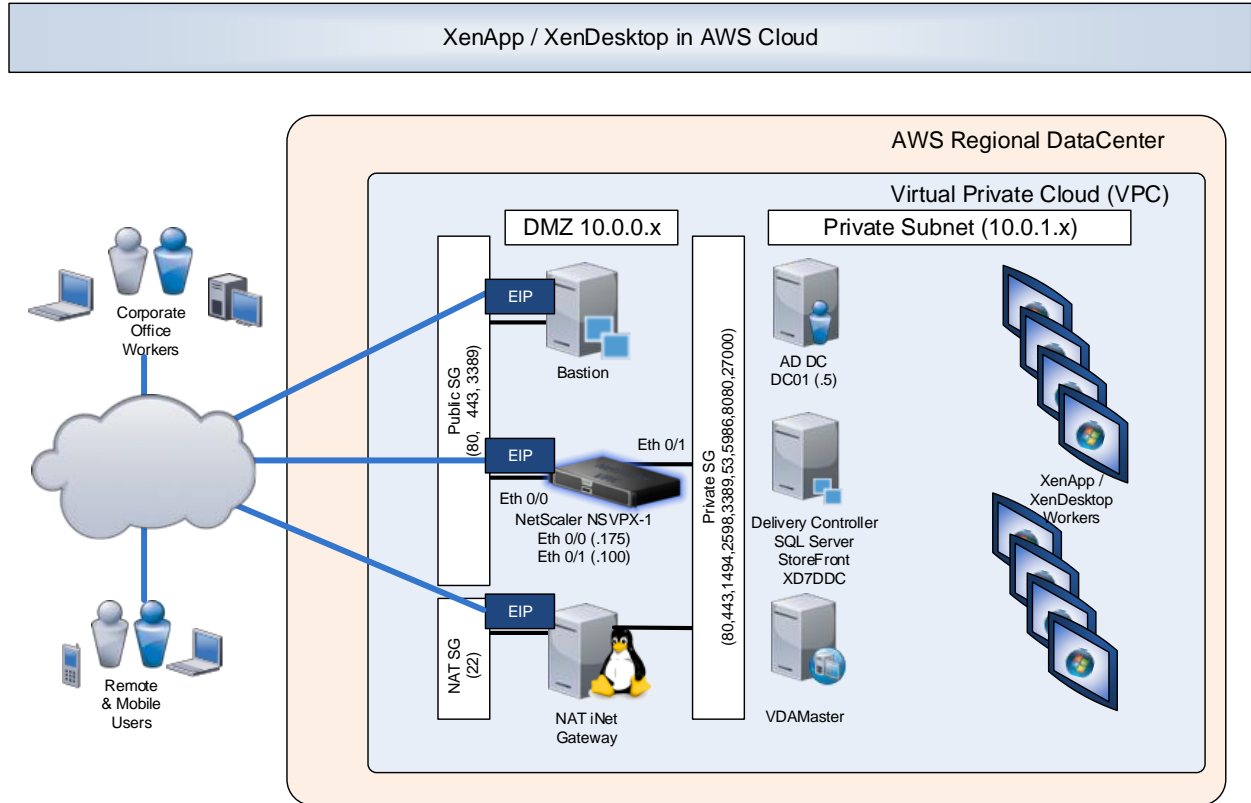 XenApp / XenDesktop in AWS Cloud
AWS Regional DataCenter
Virtual Private Cloud (VPC)
DMZ 10.0.0.x
Private Subnet (10.0.1.x)
Corporate
Office
Workers
Remote
& Mobile
Users
Public SG
(80, 443, 3389)
NAT SG
(22)
EIP
Bastion
EIP
Eth 0/1
Eth 0/0
NetScaler NSVPX-1
Eth 0/0 (.175)
Eth 0/1 (.100)
EIP
NAT iNet
Gateway
Private SG
(80,443,1494,2598,3389,53,5986,8080,27000)
AD DC
DC01 (.5)
Delivery Controller
SQL Server
StoreFront
XD7DDC
VDAMaster
XenApp /
XenDesktop
Workers